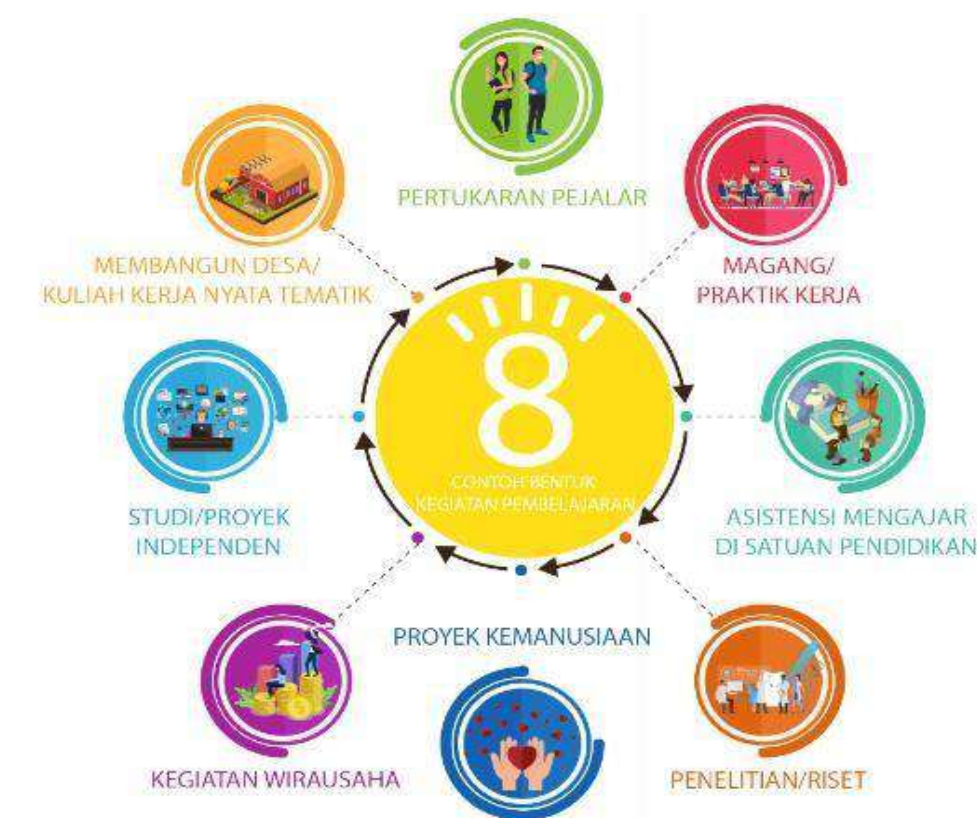 PERTUKARAN PEJALAR
MAGANG/
PRAKTIK KERJA
ASISTENSI MENGAJAR
DI SATUAN PENDIDIKAN
PENELITIAN/RISET
PROYEK KEMANUSIAAN
KEGIATAN WIRAUSAHA
STUDI/PROYEK
INDEPENDEN
MEMBANGUN DESA/
KULIAH KERJA NYATA TEMATIK
8
CONTOH BENTUK
KEGIATAN PEMBELAJARAN